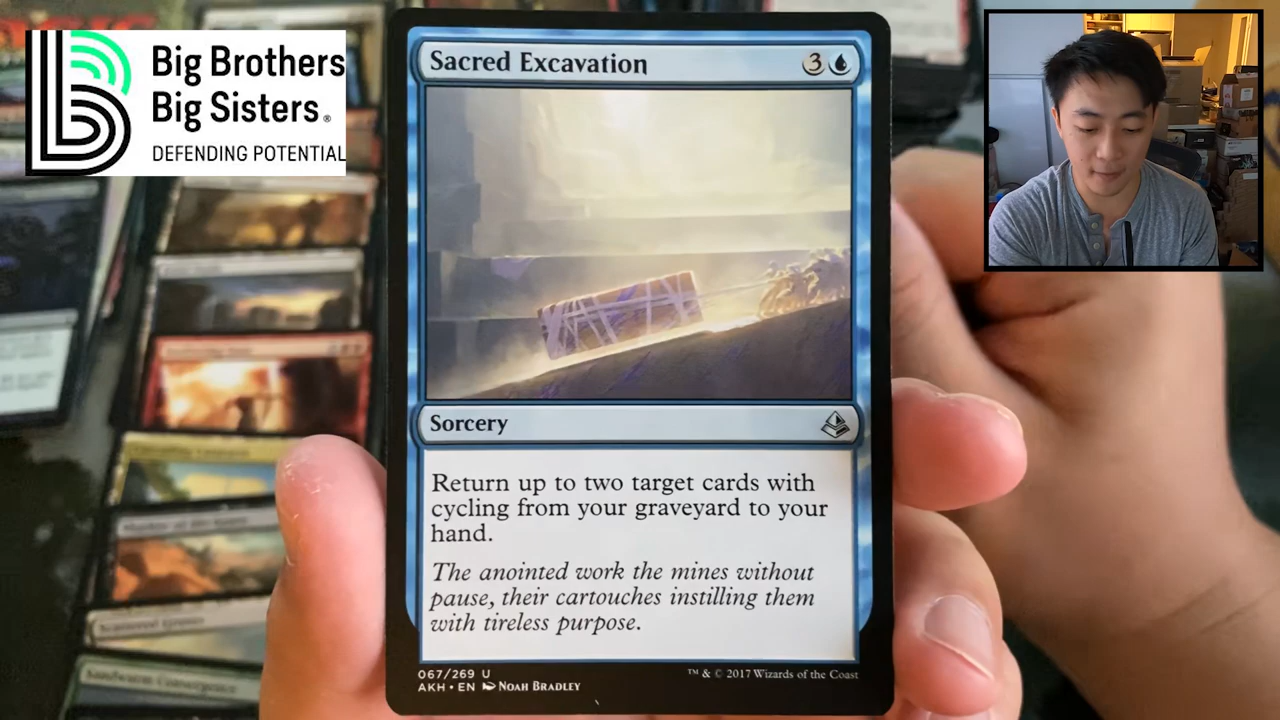 Big Brothers
Big Sisters®
DEFENDING POTENTIAL
Sacred Excavation 3
Sorcery
Return up to two target cards with
cycling from your graveyard to your
hand.
The anointed work the mines without
pause, their cartouches instilling them
with tireless purpose.
067/269 U
AKH • EN NOAH BRADLEY
™ & © 2017 Wizards of the Coast
Sandwurm Convergence